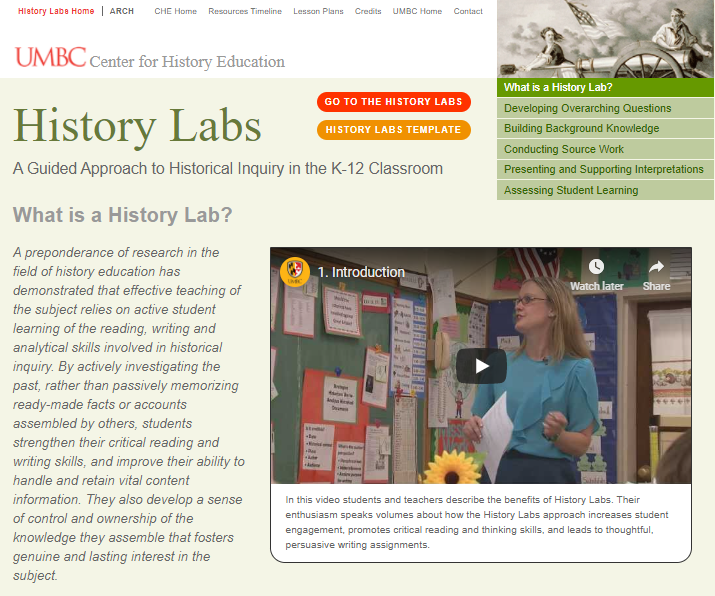 History Labs Home | ARCH
CHE Home Resources Timeline Lesson Plans Credits UMBC Home Contact
UMBC Center for History Education
History Labs
GO TO THE HISTORY LABS
HISTORY LABS TEMPLATE
A Guided Approach to Historical Inquiry in the K-12 Classroom
What is a History Lab?
Developing Overarching Questions
Building Background Knowledge
Conducting Source Work
Presenting and Supporting Interpretations
Assessing Student Learning
What is a History Lab?
A preponderance of research in the
field of history education has
demonstrated that effective teaching of
the subject relies on active student
learning of the reading, writing and
analytical skills involved in historical
inquiry. By actively investigating the
past, rather than passively memorizing
ready-made facts or accounts
assembled by others, students
strengthen their critical reading and
writing skills, and improve their ability to
handle and retain vital content
information. They also develop a sense
of control and ownership of the
knowledge they assemble that fosters
genuine and lasting interest in the
subject.
UMBC
1. Introduction
Watch later
Share
In this video students and teachers describe the benefits of History Labs. Their
enthusiasm speaks volumes about how the History Labs approach increases student
engagement, promotes critical reading and thinking skills, and leads to thoughtful,
persuasive writing assignments.